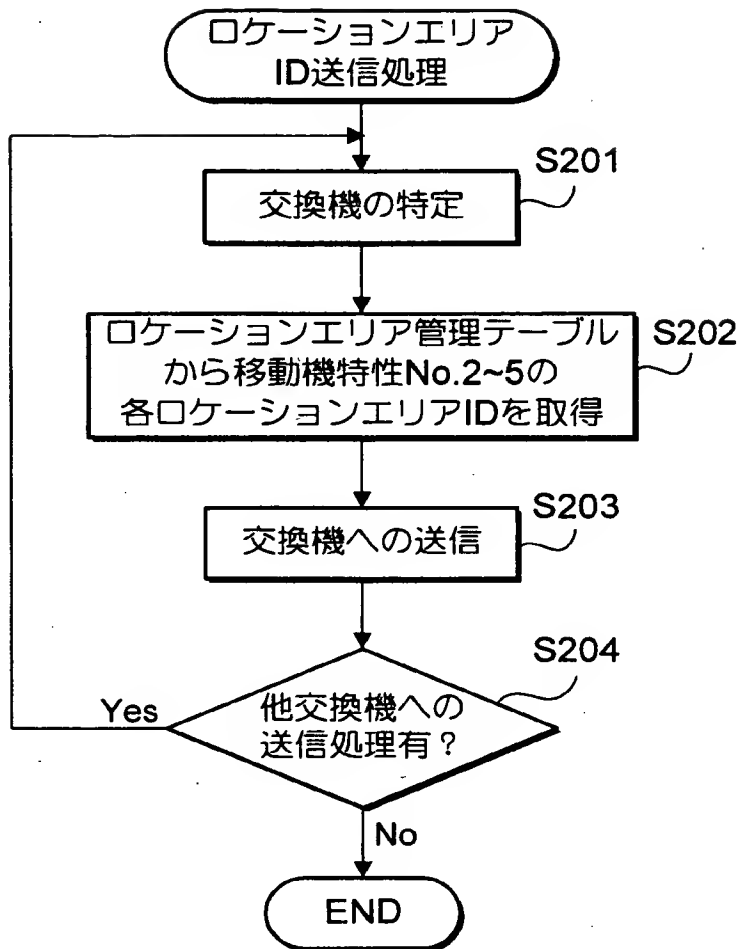 ロケーションエリア
ID送信処理
S201
交換機の特定
S202
ロケーションエリア管理テーブル
から移動機特性No.2~5の
各ロケーションエリアIDを取得
S203
交換機への送信
S204
他交換機への
送信処理有？
Yes
No
END